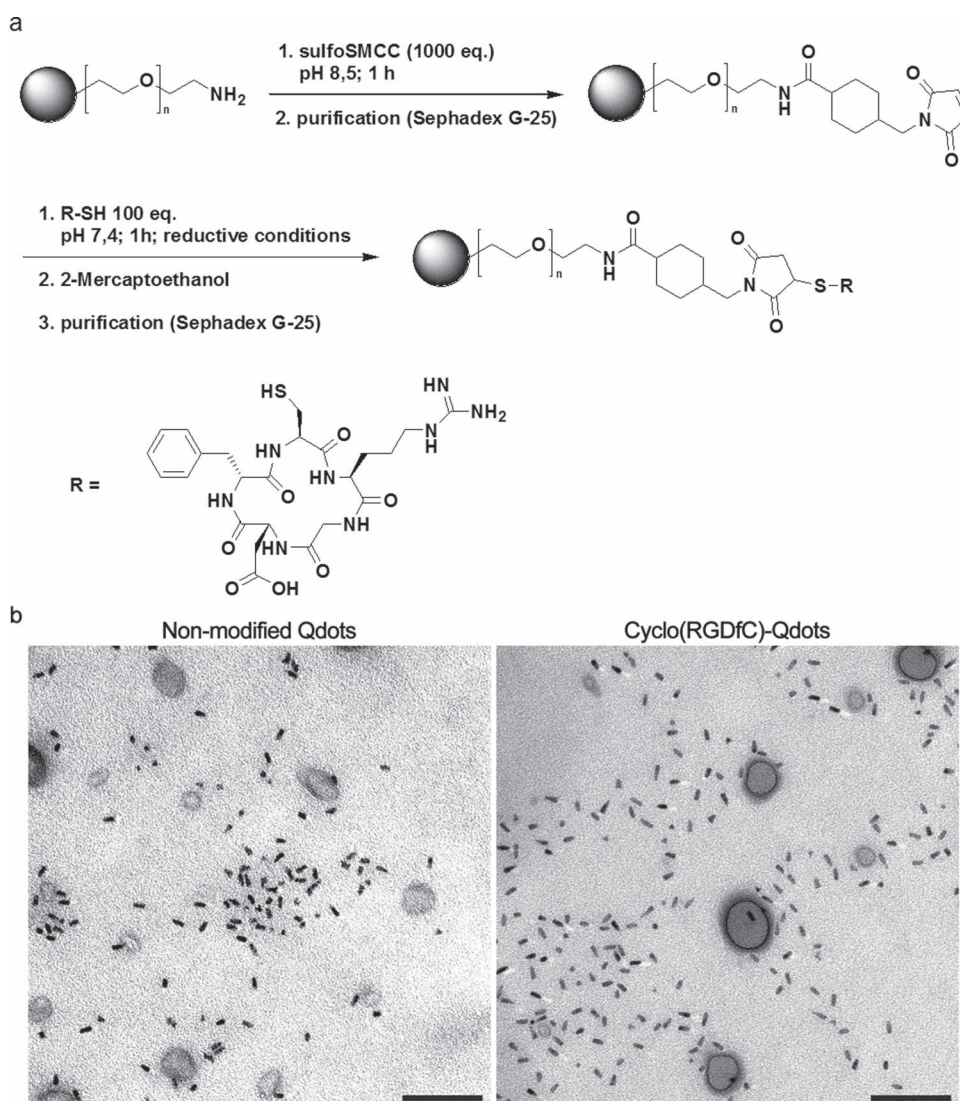 a
1. sulfoSMCC (1000 eq.)
pH 8,5; 1 h
2. purification (Sephadex G-25)
O
n
NH2
O
n
N
H
O
N
O
O
1. R-SH 100 eq.
pH 7,4; 1h; reductive conditions
2. 2-Mercaptoethanol
3. purification (Sephadex G-25)
O
n
N
H
O
N
O
O
S-R
R =
HS
HN
NH2
N
H
O
NH
HN
O
HN
O
NH
O
HN
O
O
OH
b
Non-modified Qdots
Cyclo(RGDfC)-Qdots